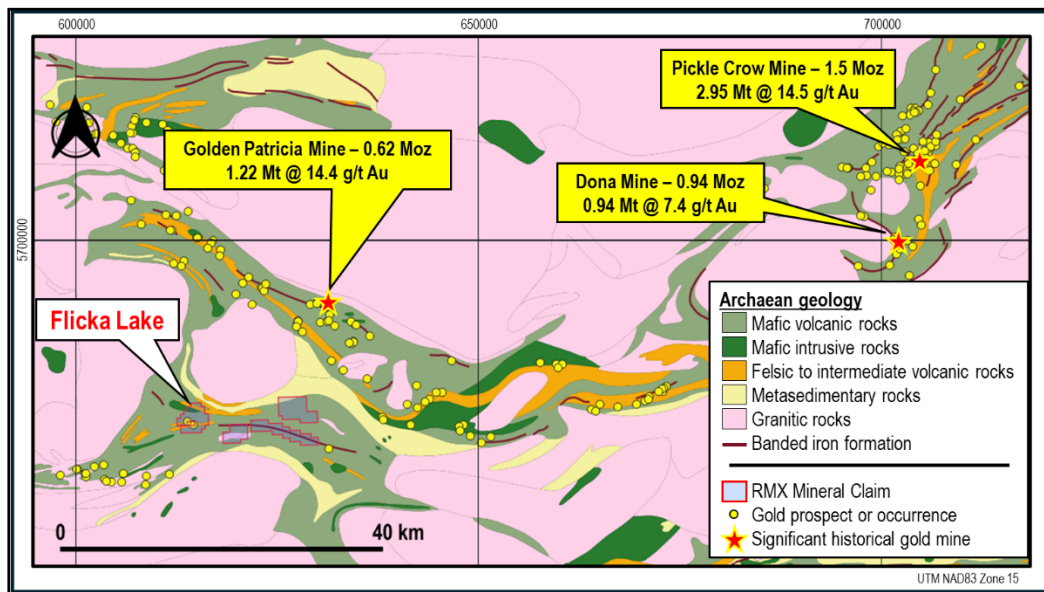 600000
650000
700000
5700000
Pickle Crow Mine – 1.5 Moz
2.95 Mt @ 14.5 g/t Au
Golden Patricia Mine – 0.62 Moz
1.22 Mt @ 14.4 g/t Au
Dona Mine – 0.94 Moz
0.94 Mt @ 7.4 g/t Au
Flicka Lake
Archaean geology
Mafic volcanic rocks
Mafic intrusive rocks
Felsic to intermediate volcanic rocks
Metasedimentary rocks
Granitic rocks
Banded iron formation
RMX Mineral Claim
Gold prospect or occurrence
Significant historical gold mine
0 40 km
UTM NAD83 Zone 15